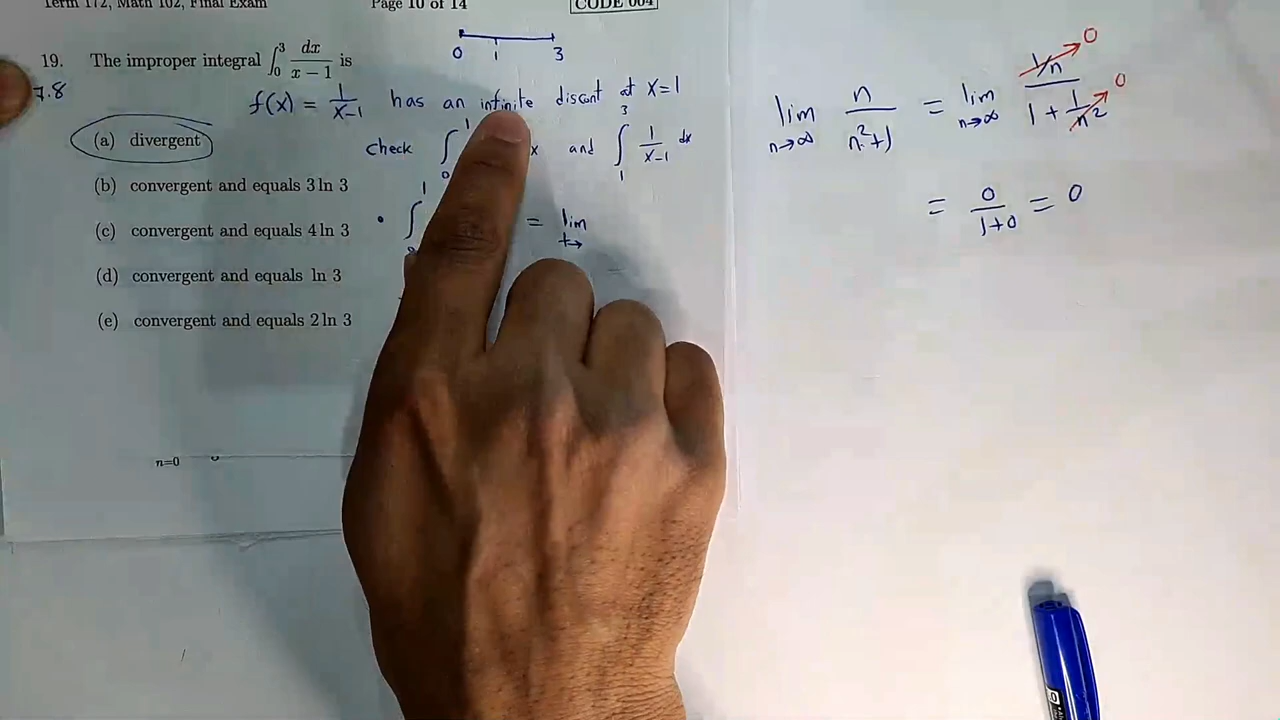 Term 172, Math 102, Final Exam Page 10 of 14 CODE 004
19. The improper integral ∫₀³ dx/(x − 1) is
7.8
0 1 3
f(x) = 1/(x-1) has an infinite discont at x=1
(a) divergent
check ∫₀¹ x and ∫₁³ 1/(x-1) dx
(b) convergent and equals 3 ln 3
• ∫₀¹ = lim t→
(c) convergent and equals 4 ln 3
(d) convergent and equals ln 3
(e) convergent and equals 2 ln 3
n=0
lim n→∞ n/(n²+1) = lim n→∞ (1/n)/(1 + 1/n²) 0 0
= 0/(1+0) = 0